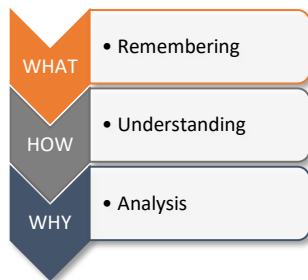 WHAT
• Remembering
HOW
• Understanding
WHY
• Analysis